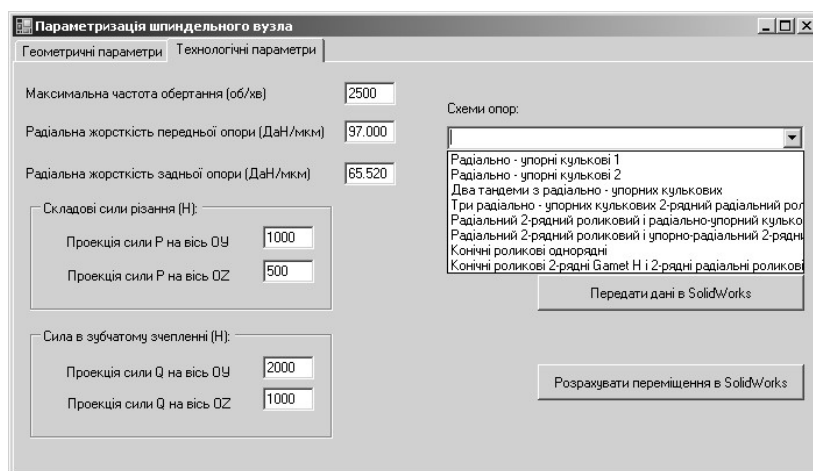 Параметризація шпиндельного вузла
Геометричні параметри
Технологічні параметри
Максимальна частота обертання (об/хв)
2500
Радіальна жорсткість передньої опори (ДаН/мкм)
97.000
Радіальна жорсткість задньої опори (ДаН/мкм)
65.520
Складові сили різання (Н):
Проекція сили P на вісь OY
1000
Проекція сили P на вісь OZ
500
Сила в зубчатому зчепленні (Н):
Проекція сили Q на вісь OY
2000
Проекція сили Q на вісь OZ
1000
Схеми опор:
Радіально - упорні кулькові 1
Радіально - упорні кулькові 2
Два тандеми з радіально - упорних кулькових
Три радіально - упорних кулькових 2-рядний радіальний рол
Радіальний 2-рядний роликовий і радіально-упорний кулько
Радіальний 2-рядний роликовий і упорно-радіальний 2-рядни
Конічні роликові однорядні
Конічні роликові 2-рядні Gamet H і 2-рядні радіальні роликові
Передати дані в SolidWorks
Розрахувати переміщення в SolidWorks